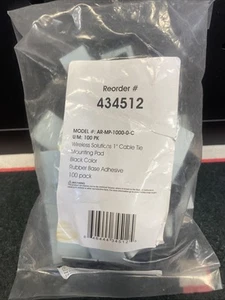 Reorder #
434512
MODEL #: AR-MP-1000-0-C
U/M: 100 PK
Wireless Solutions 1" Cable Tie
Mounting Pad
Black Color
Rubber Base Adhesive
100 pack